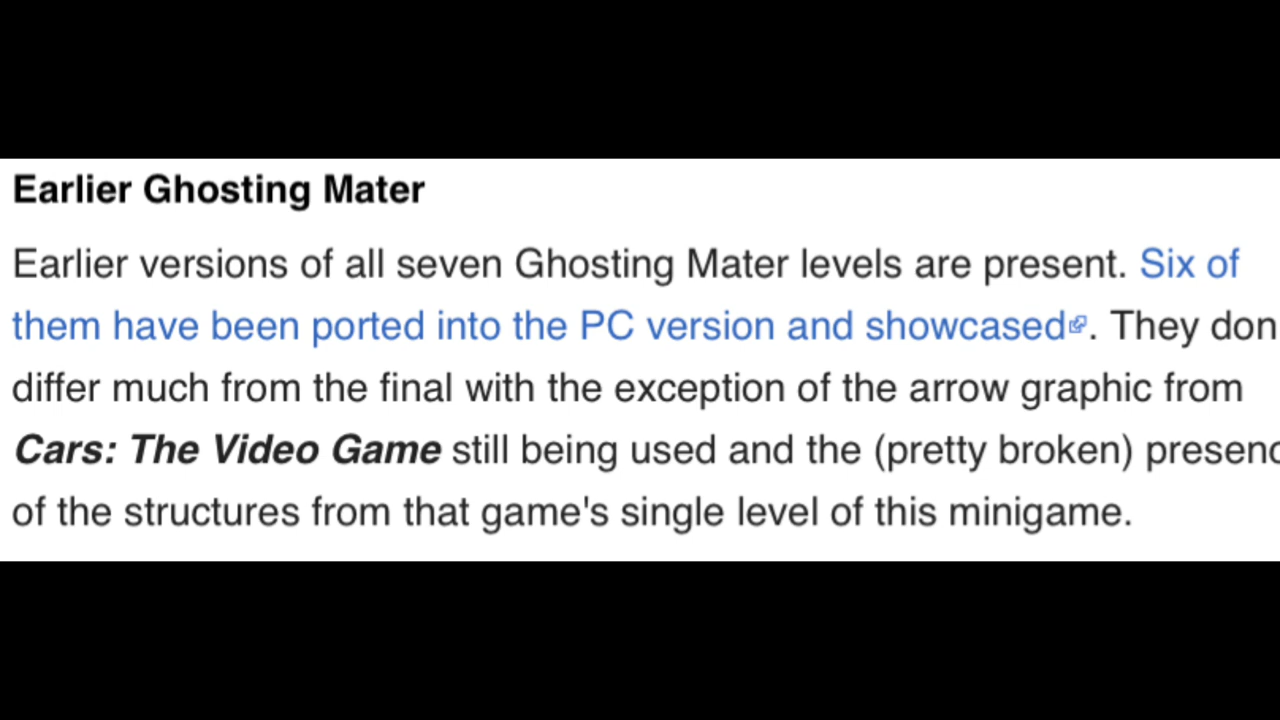 Earlier Ghosting Mater
Earlier versions of all seven Ghosting Mater levels are present. Six of
them have been ported into the PC version and showcased. They don
differ much from the final with the exception of the arrow graphic from
Cars: The Video Game still being used and the (pretty broken) presenc
of the structures from that game's single level of this minigame.